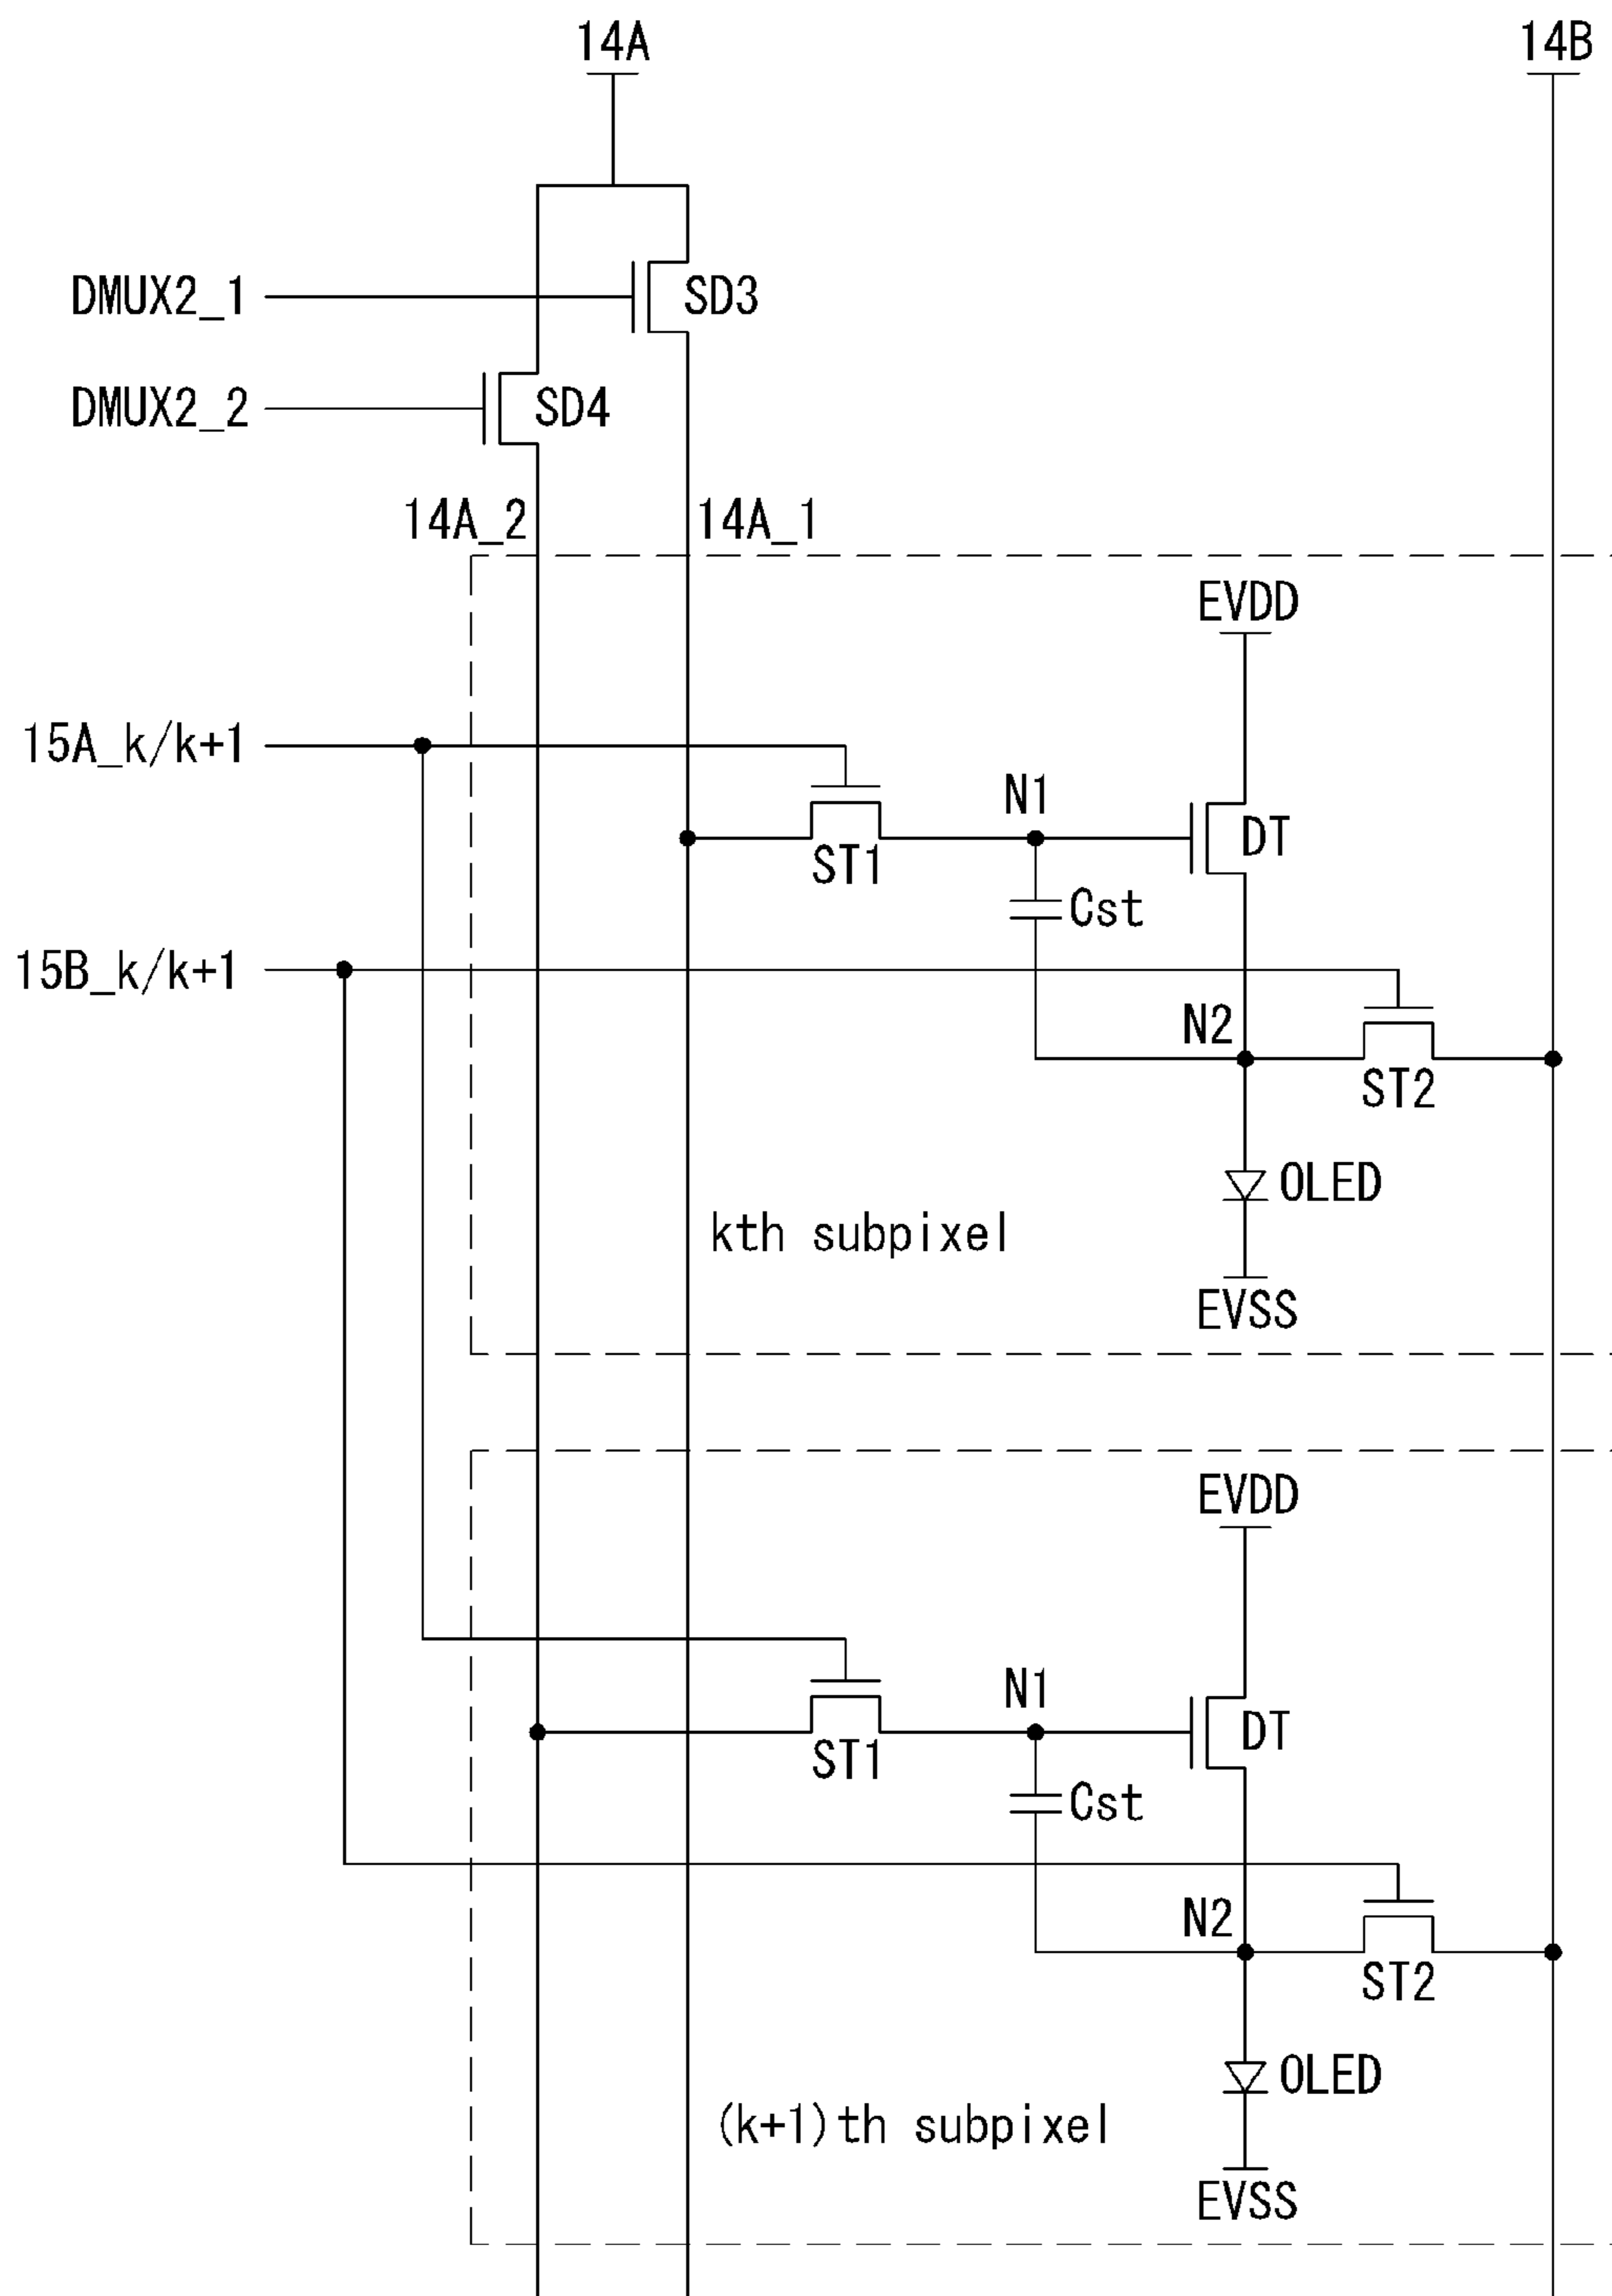 14A
14B
DMUX2_1
SD3
DMUX2_2
SD4
14A_2
14A_1
EVDD
15A_k/k+1
N1
DT
ST1
Cst
15B_k/k+1
N2
ST2
OLED
kth subpixel
EVSS
EVDD
N1
DT
ST1
Cst
N2
ST2
OLED
(k+1)th subpixel
EVSS